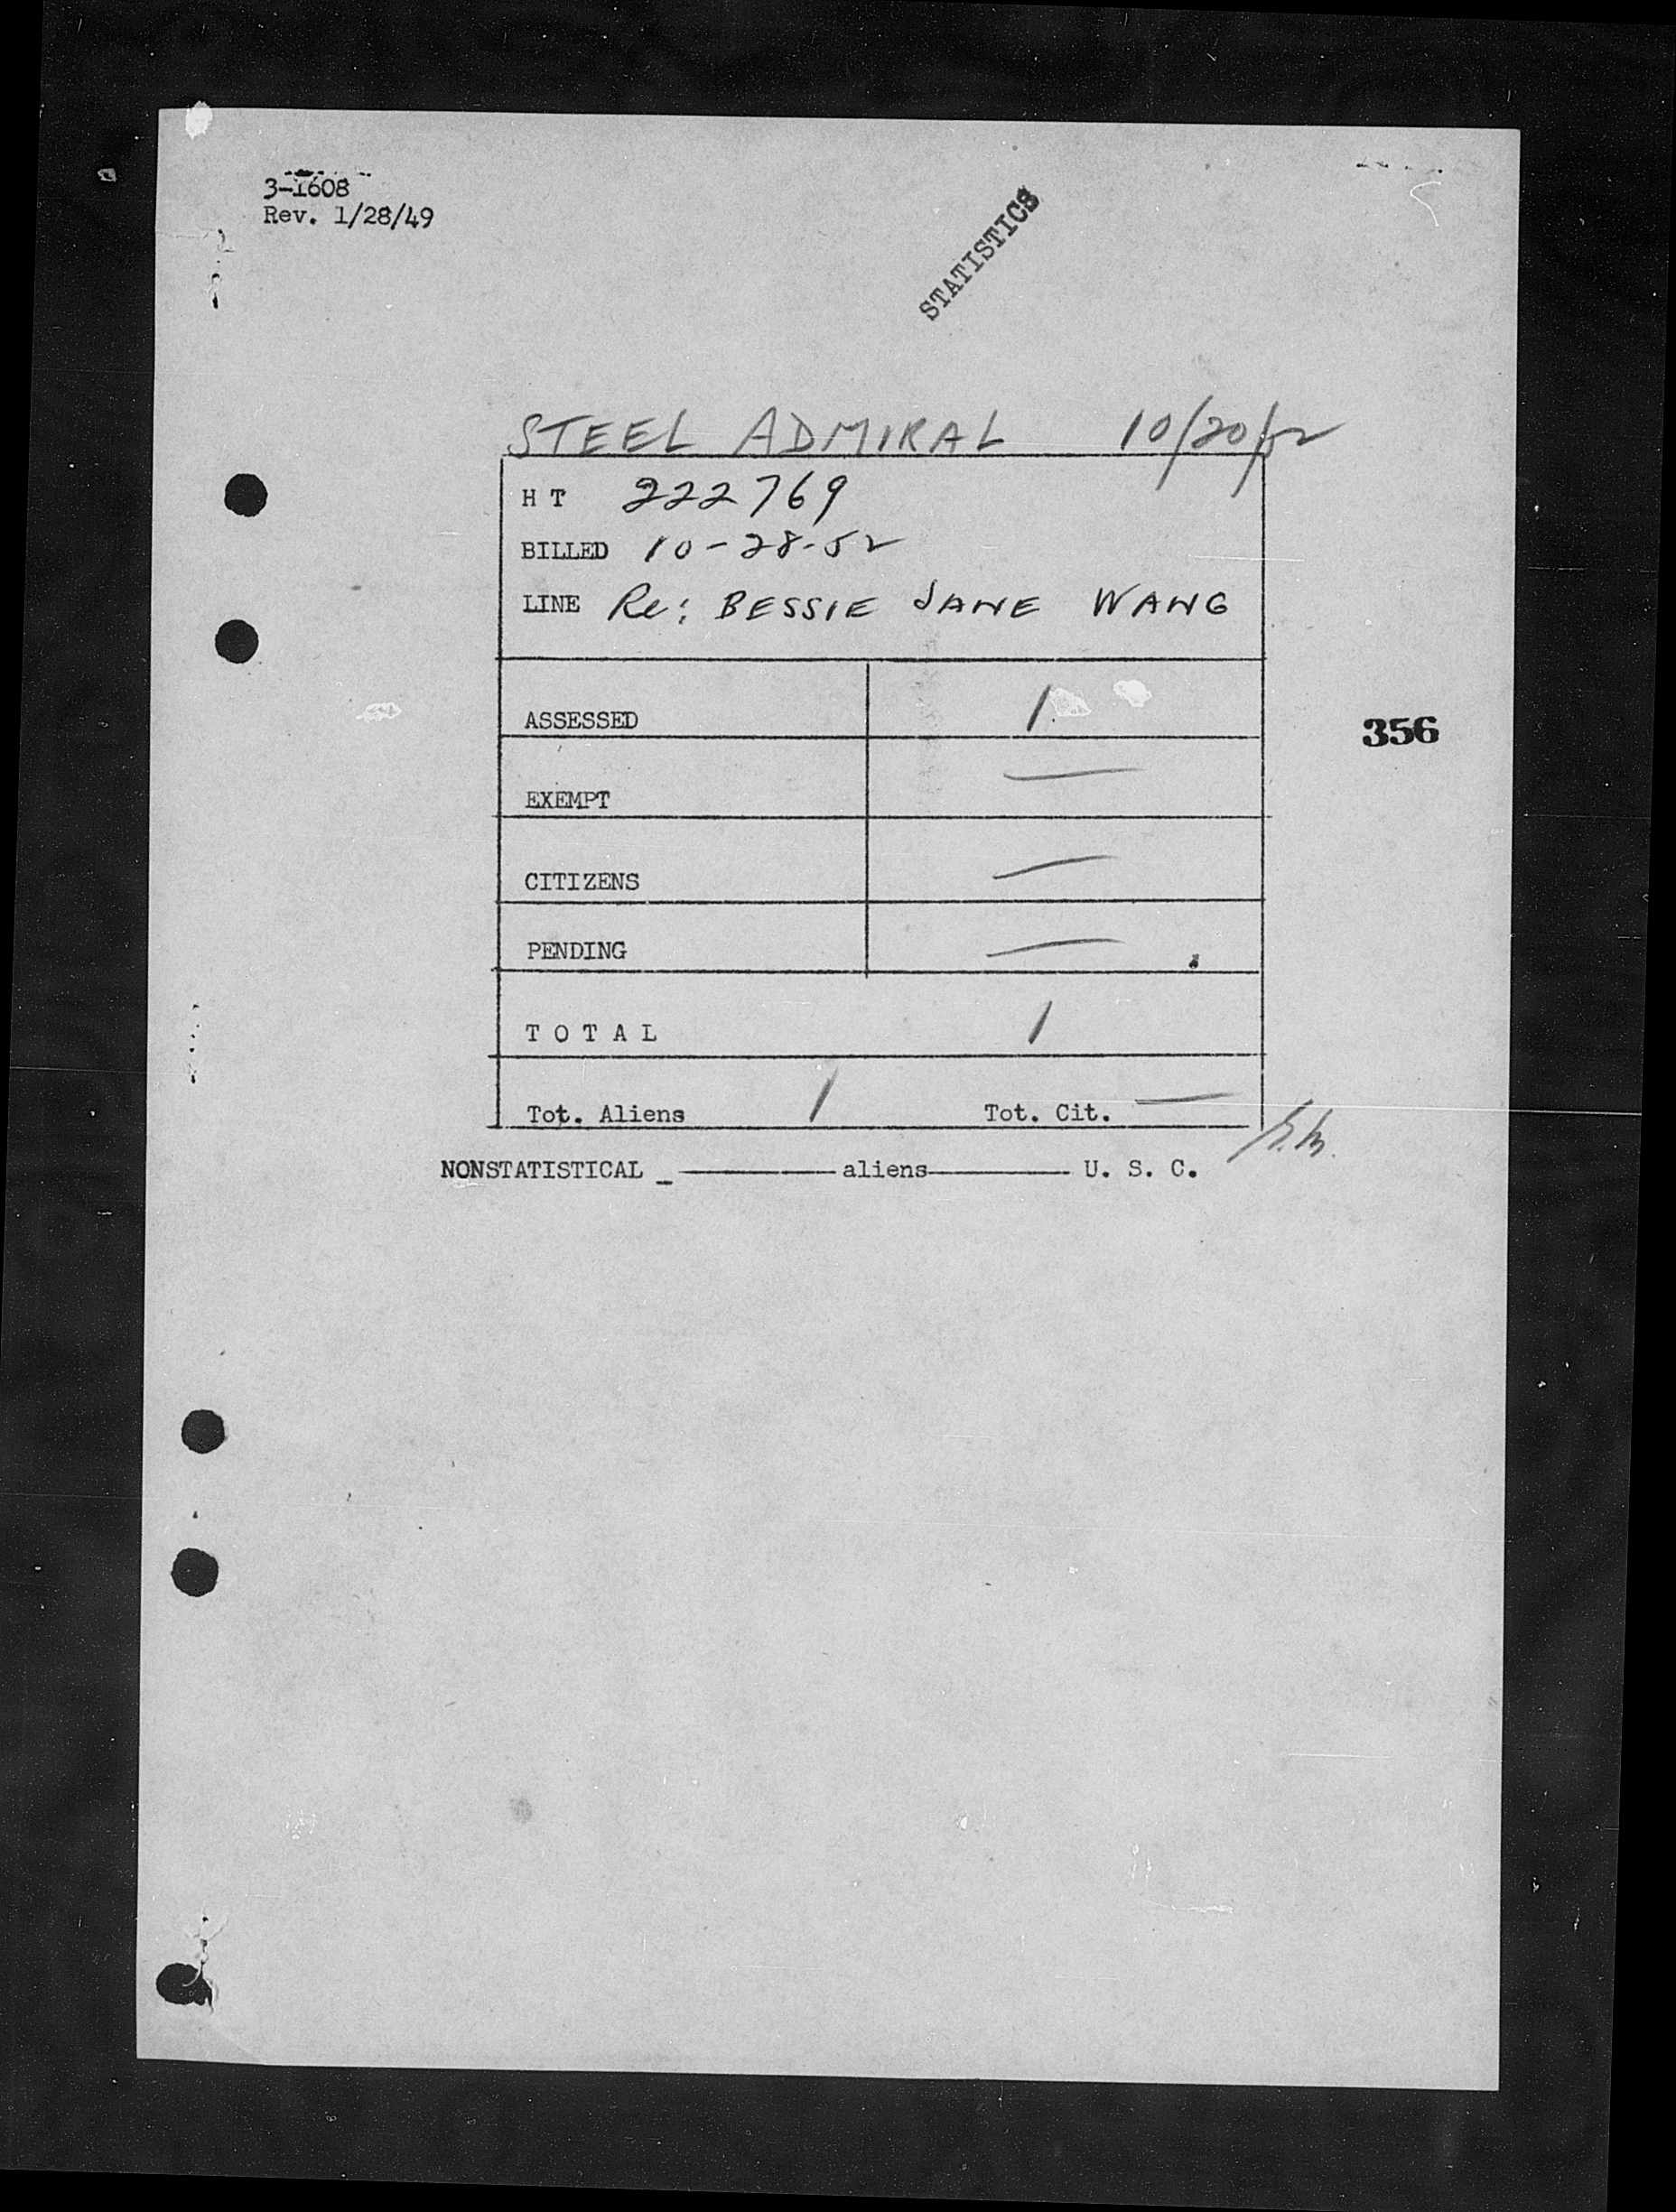 3-1608
Rev. 1/28/49
STATISTICS
STEEL ADMIRAL 10/20/52
H T 222769
BILLED 10-28-52
LINE Re: BESSIE JANE WANG
ASSESSED 1
356
EXEMPT —
CITIZENS —
PENDING —
T O T A L 1
Tot. Aliens 1 Tot. Cit. —
NONSTATISTICAL _ ——— aliens ——— U. S. C.